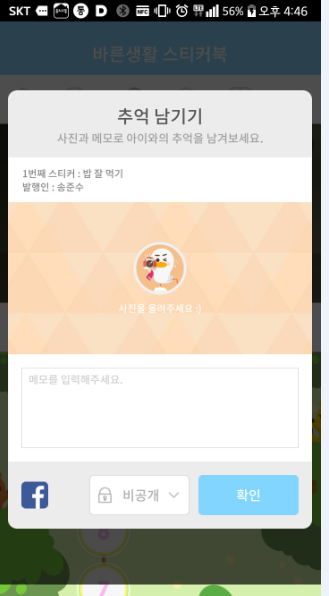 SKT 56% 오후 4:46
바른생활 스티커북
추억 남기기
사진과 메모로 아이와의 추억을 남겨보세요.
1번째 스티커 : 밥 잘 먹기
발행인 : 송준수
사진을 올려주세요 :)
메모를 입력해주세요.
비공개
확인
7